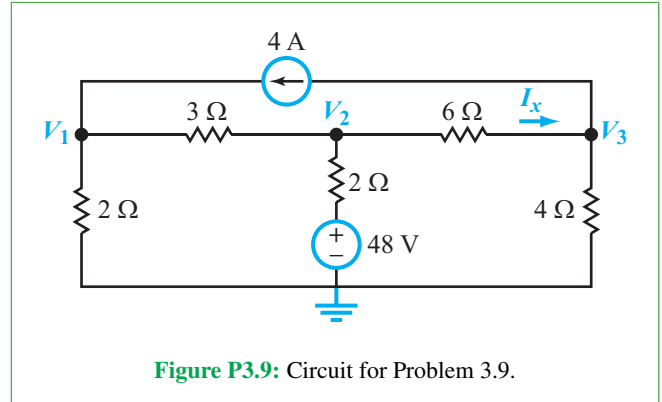 4 A
3 Ω
V2
6 Ω
Ix
V1
V3
2 Ω
2 Ω
4 Ω
+
−
48 V
Figure P3.9: Circuit for Problem 3.9.